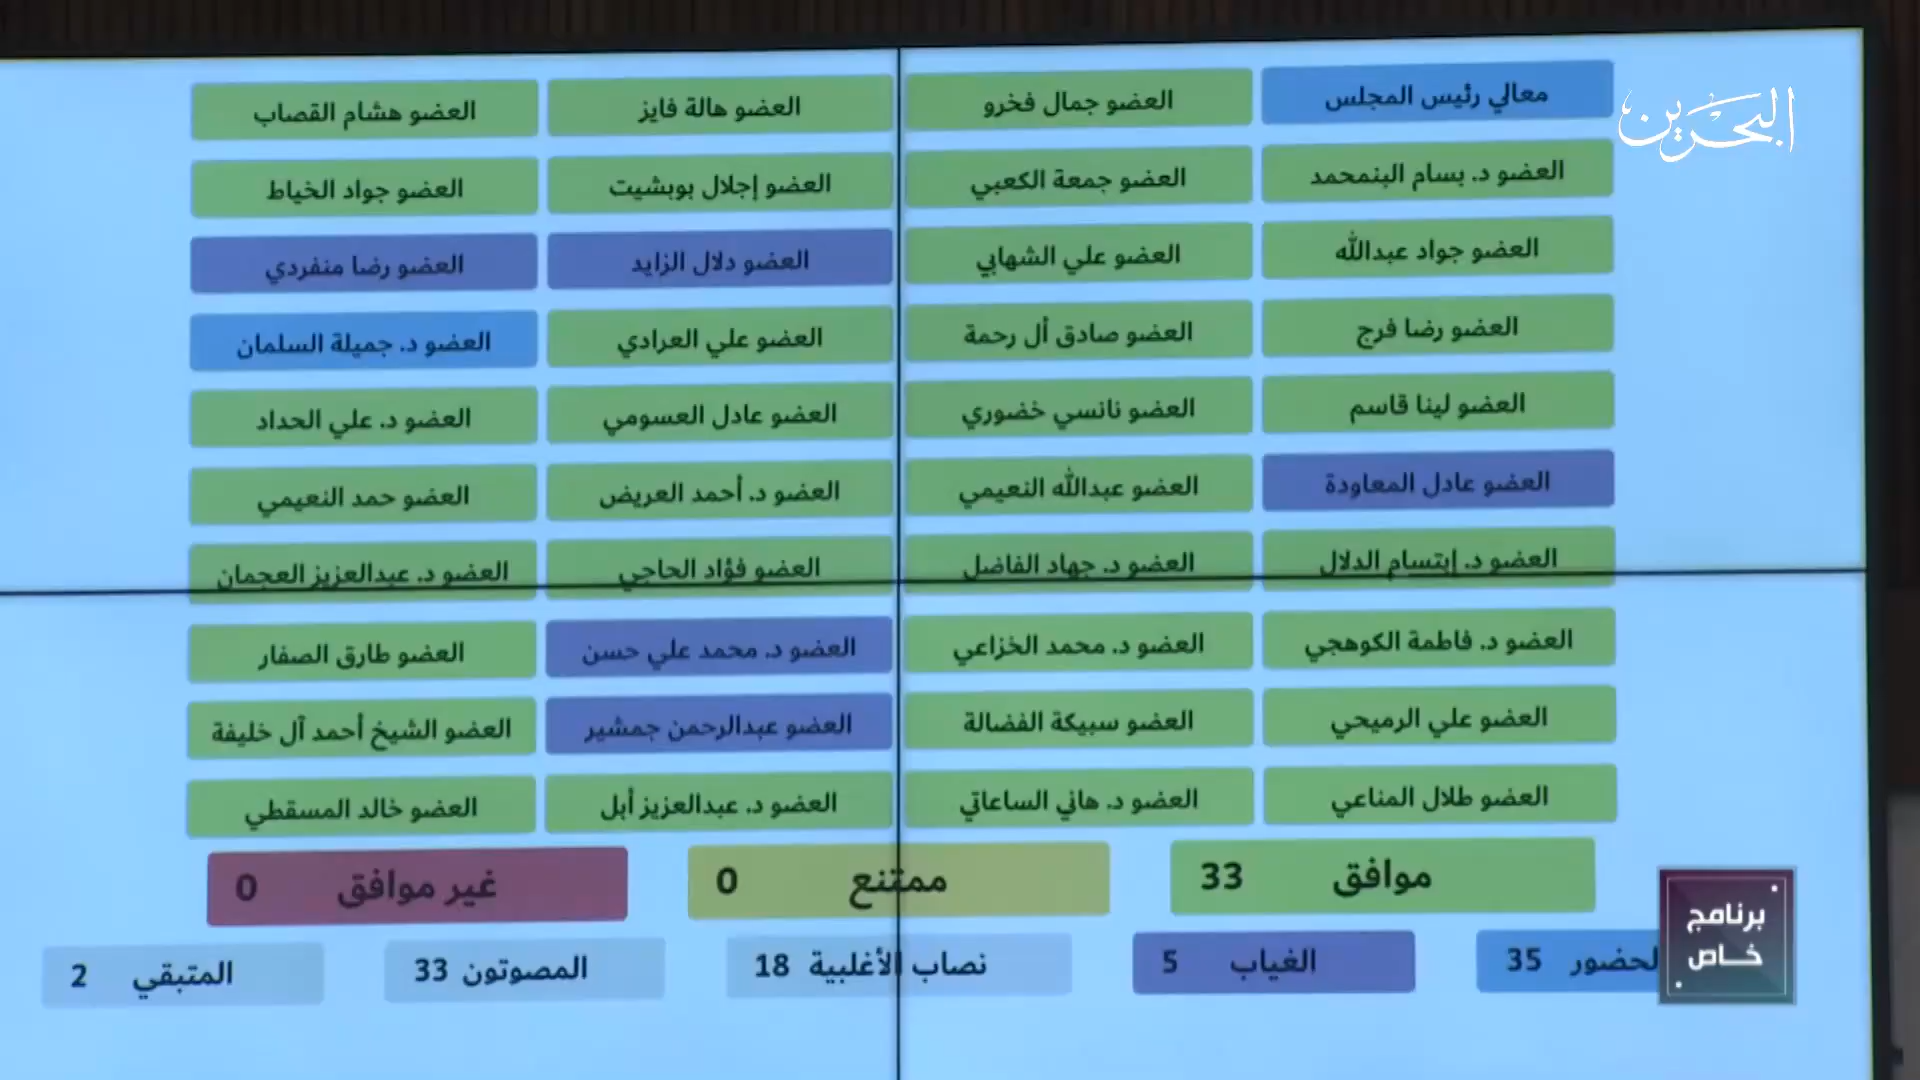 البحرين
معالي رئيس المجلس
العضو جمال فخرو
العضو هالة فايز
العضو هشام القصاب
العضو د. بسام البنمحمد
العضو جمعة الكعبي
العضو إجلال بوبشيت
العضو جواد الخياط
العضو جواد عبدالله
العضو علي الشهابي
العضو دلال الزايد
العضو رضا منفردي
العضو رضا فرج
العضو صادق أل رحمة
العضو علي العرادي
العضو د. جميلة السلمان
العضو لينا قاسم
العضو نانسي خضوري
العضو عادل العسومي
العضو د. علي الحداد
العضو عادل المعاودة
العضو عبدالله النعيمي
العضو د. أحمد العريض
العضو حمد النعيمي
العضو د. إبتسام الدلال
العضو د. جهاد الفاضل
العضو فؤاد الحاجي
العضو د. عبدالعزيز العجمان
العضو د. فاطمة الكوهجي
العضو د. محمد الخزاعي
العضو د. محمد علي حسن
العضو طارق الصفار
العضو علي الرميحي
العضو سبيكة الفضالة
العضو عبدالرحمن جمشير
العضو الشيخ أحمد آل خليفة
العضو طلال المناعي
العضو د. هاني الساعاتي
العضو د. عبدالعزيز أبل
العضو خالد المسقطي
موافق 33
ممتنع 0
غير موافق 0
لحضور 35
الغياب 5
نصاب الأغلبية 18
المصوتون 33
المتبقي 2
برنامج
خاص